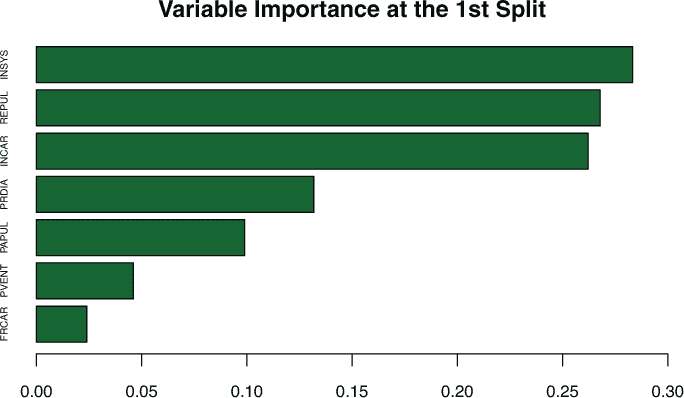 Variable Importance at the 1st Split
INSYS
REPUL
INCAR
PRDIA
PAPUL
PVENT
FRCAR
0.00 0.05 0.10 0.15 0.20 0.25 0.30